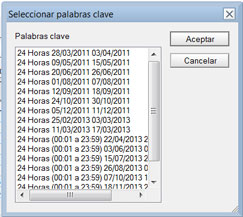 Seleccionar palabras clave
Palabras clave
Aceptar
Cancelar
24 Horas 28/03/2011 03/04/2011
24 Horas 09/05/2011 15/05/2011
24 Horas 20/06/2011 26/06/2011
24 Horas 01/08/2011 07/08/2011
24 Horas 12/09/2011 18/09/2011
24 Horas 24/10/2011 30/10/2011
24 Horas 05/12/2011 11/12/2011
24 Horas 25/02/2013 03/03/2013
24 Horas 11/03/2013 17/03/2013
24 Horas (00:01 a 23:59) 22/04/2013 2
24 Horas (00:01 a 23:59) 03/06/2013 0
24 Horas (00:01 a 23:59) 15/07/2013 2
24 Horas (00:01 a 23:59) 26/08/2013 0
24 Horas (00:01 a 23:59) 07/10/2013 1
24 Horas (00:01 a 23:59) 18/11/2013 2